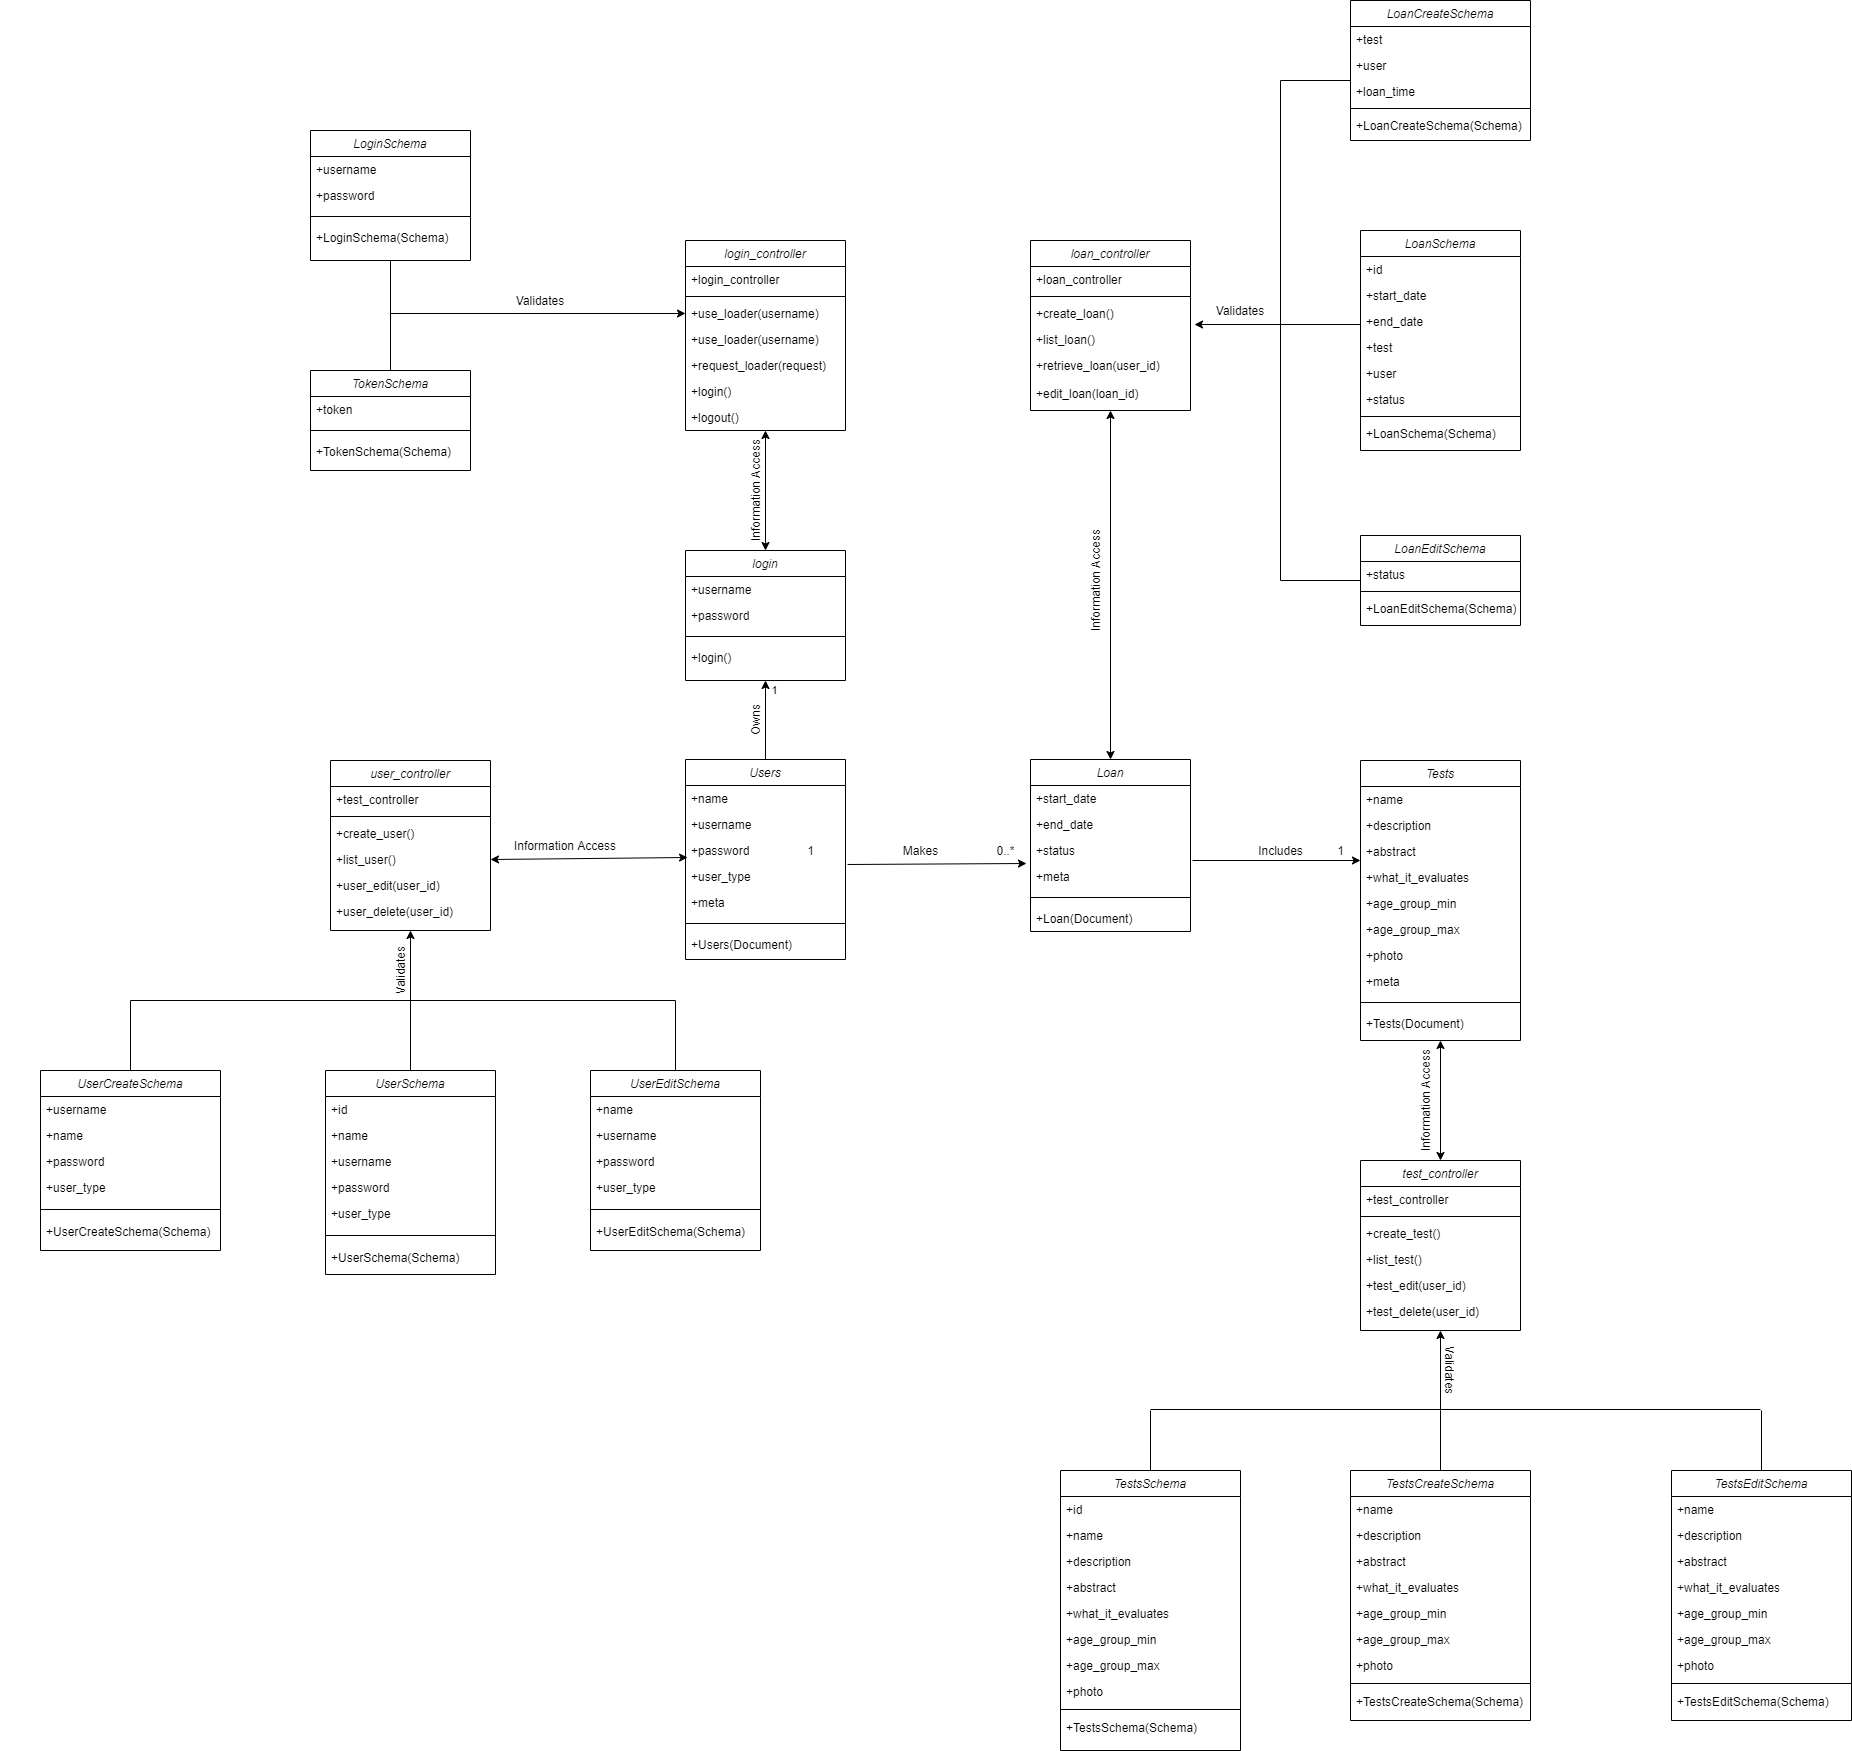 LoanCreateSchema
+test
+user
+loan_time
+LoanCreateSchema(Schema)
LoginSchema
+username
+password
+LoginSchema(Schema)
Validates
TokenSchema
+token
+TokenSchema(Schema)
login_controller
+login_controller
+use_loader(username)
+use_loader(username)
+request_loader(request)
+login()
+logout()
Information Access
login
+username
+password
+login()
1
Owns
loan_controller
+loan_controller
+create_loan()
+list_loan()
+retrieve_loan(user_id)
+edit_loan(loan_id)
Validates
LoanSchema
+id
+start_date
+end_date
+test
+user
+status
+LoanSchema(Schema)
Information Access
LoanEditSchema
+status
+LoanEditSchema(Schema)
user_controller
+test_controller
+create_user()
+list_user()
+user_edit(user_id)
+user_delete(user_id)
Information Access
Users
+name
+username
+password 1
+user_type
+meta
+Users(Document)
Makes 0..*
Loan
+start_date
+end_date
+status
+meta
+Loan(Document)
Includes 1
Tests
+name
+description
+abstract
+what_it_evaluates
+age_group_min
+age_group_max
+photo
+meta
+Tests(Document)
Validates
UserCreateSchema
+username
+name
+password
+user_type
+UserCreateSchema(Schema)
UserSchema
+id
+name
+username
+password
+user_type
+UserSchema(Schema)
UserEditSchema
+name
+username
+password
+user_type
+UserEditSchema(Schema)
Information Access
test_controller
+test_controller
+create_test()
+list_test()
+test_edit(user_id)
+test_delete(user_id)
Validates
TestsSchema
+id
+name
+description
+abstract
+what_it_evaluates
+age_group_min
+age_group_max
+photo
+TestsSchema(Schema)
TestsCreateSchema
+name
+description
+abstract
+what_it_evaluates
+age_group_min
+age_group_max
+photo
+TestsCreateSchema(Schema)
TestsEditSchema
+name
+description
+abstract
+what_it_evaluates
+age_group_min
+age_group_max
+photo
+TestsEditSchema(Schema)